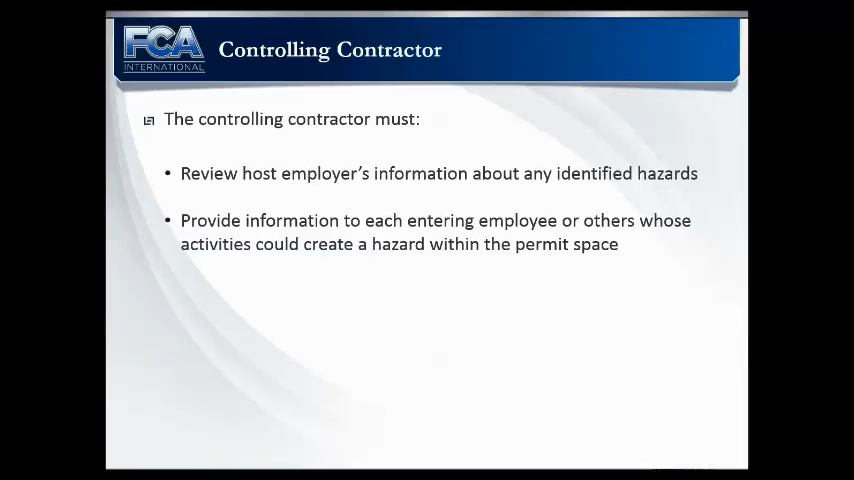 FCA
INTERNATIONAL
Controlling Contractor
The controlling contractor must:
• Review host employer's information about any identified hazards
• Provide information to each entering employee or others whose
activities could create a hazard within the permit space